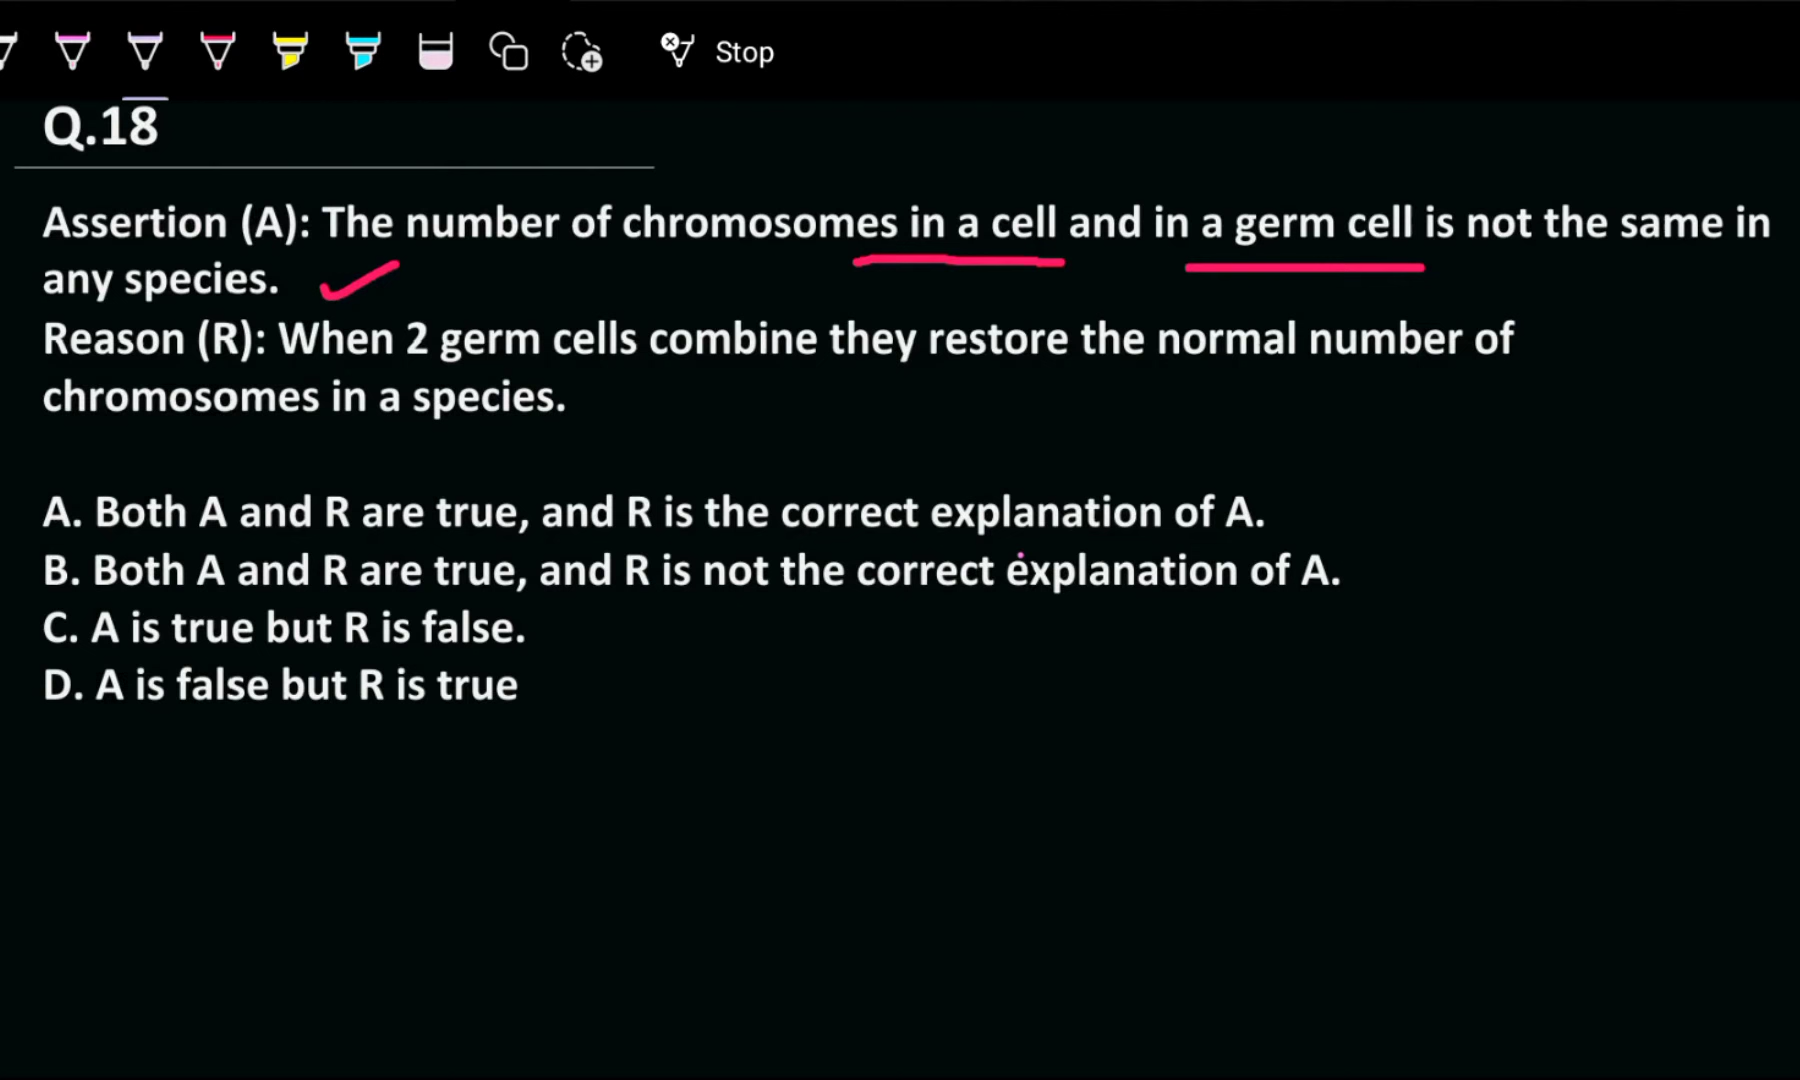 Stop
Q.18
Assertion (A): The number of chromosomes in a cell and in a germ cell is not the same in
any species.
Reason (R): When 2 germ cells combine they restore the normal number of
chromosomes in a species.
A. Both A and R are true, and R is the correct explanation of A.
B. Both A and R are true, and R is not the correct explanation of A.
C. A is true but R is false.
D. A is false but R is true